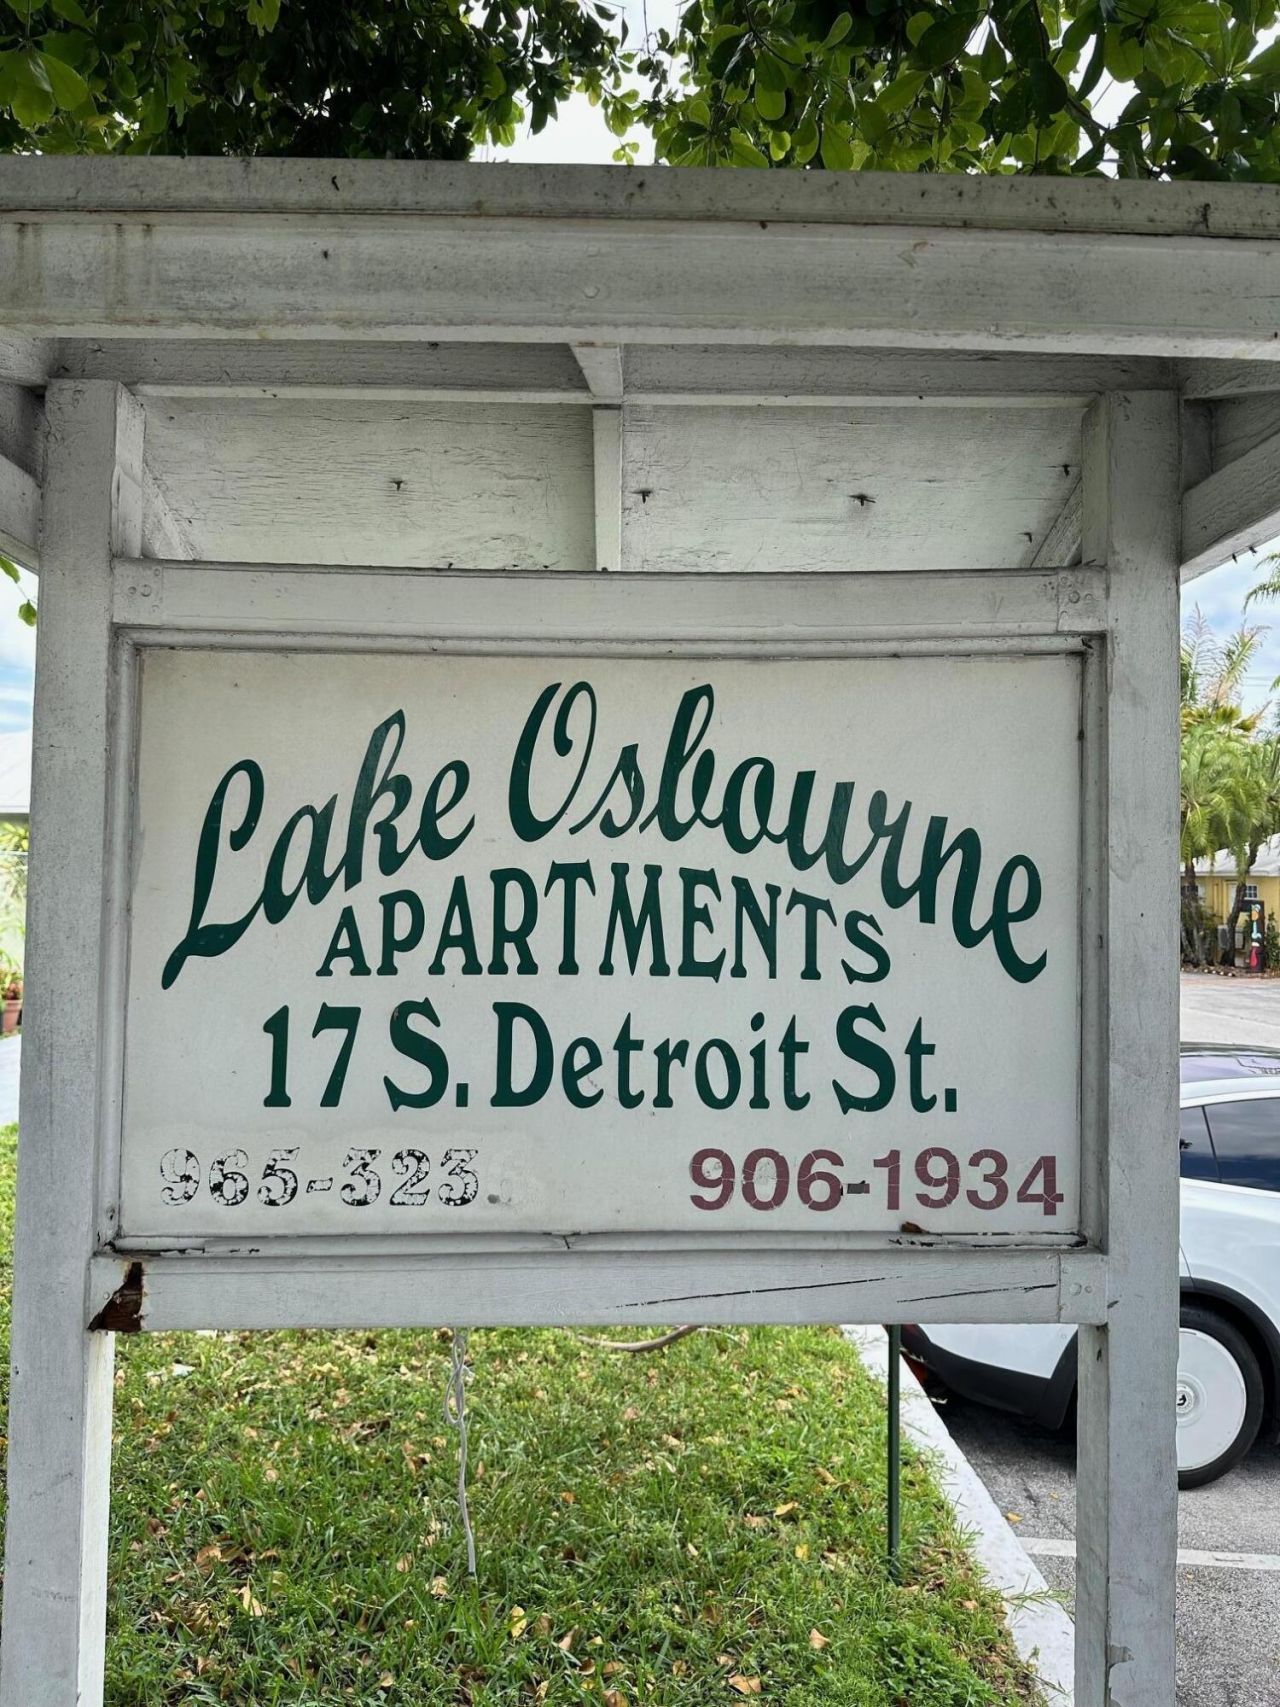 Lake Osbourne
APARTMENTS
17 S. Detroit St.
965-323
906-1934